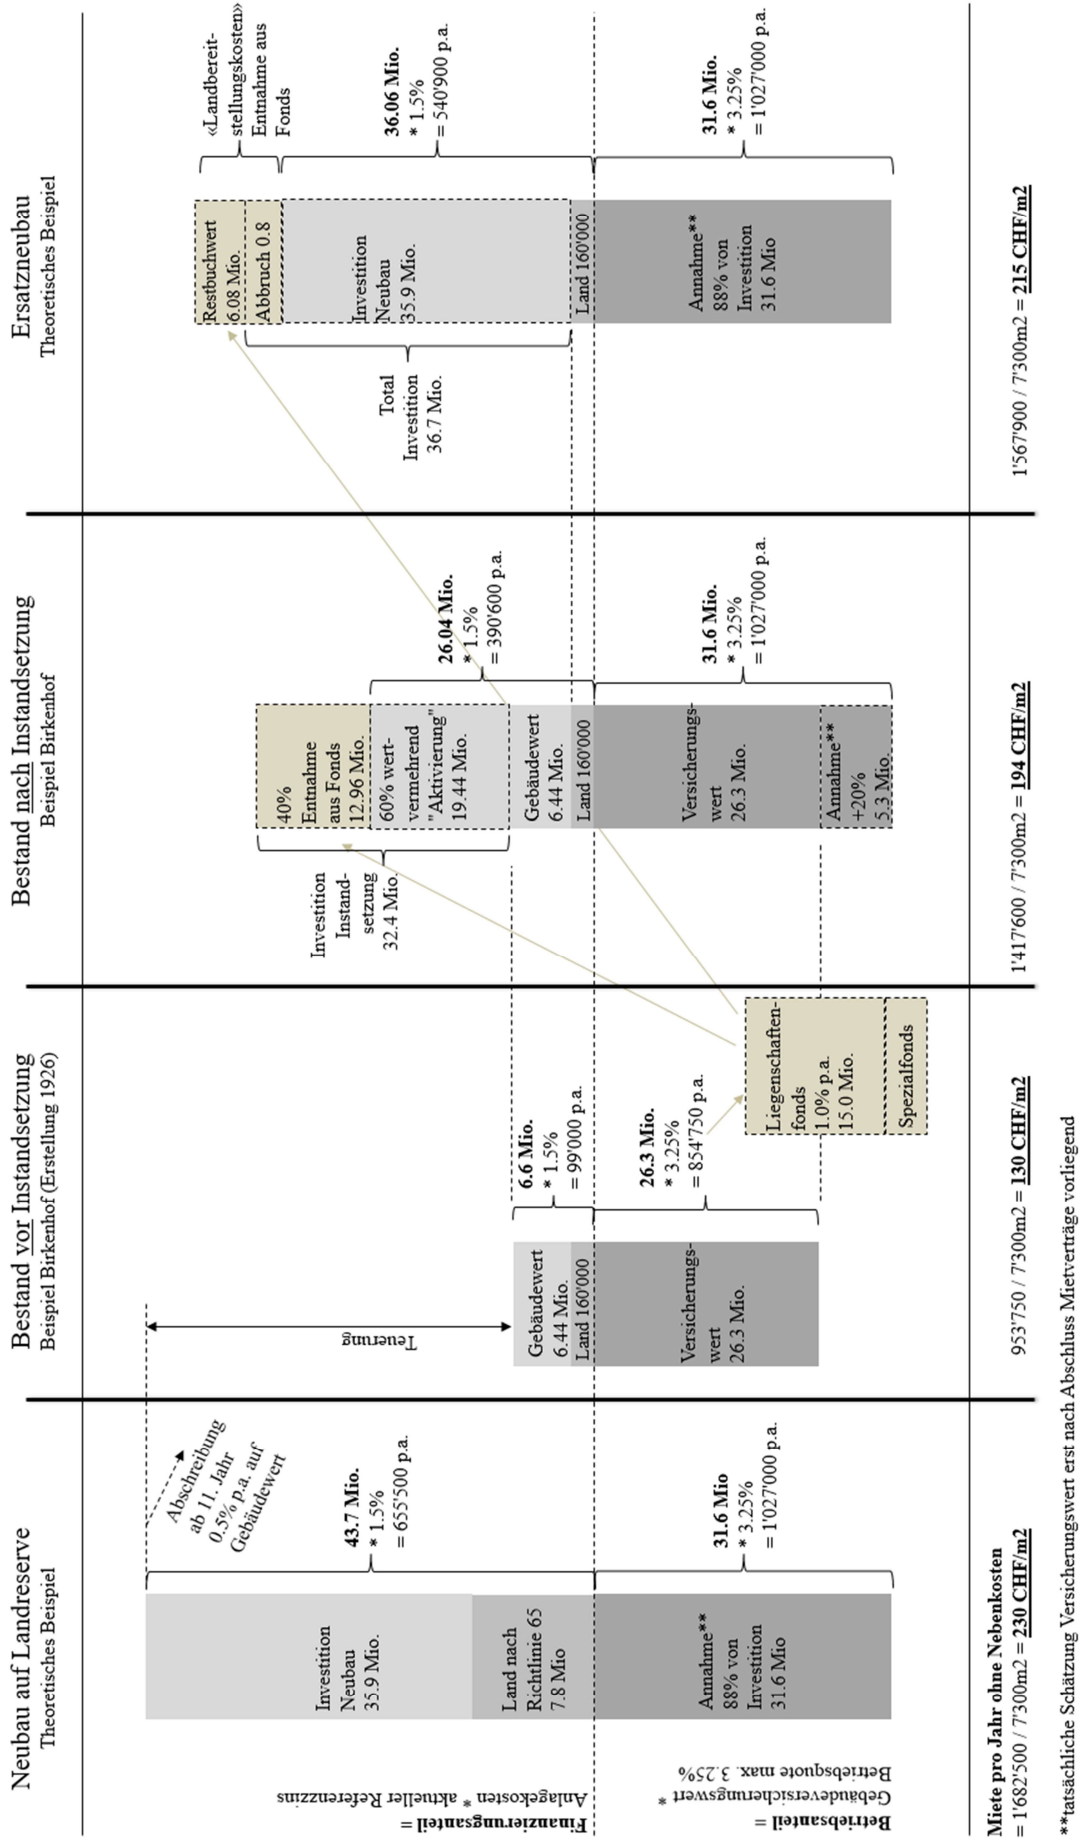 Neubau auf Landreserve
Theoretisches Beispiel
Abschreibung
ab 11. Jahr
0.5% p.a. auf
Gebäudewert
Investition
Neubau
35.9 Mio.
43.7 Mio.
* 1.5%
= 655'500 p.a.
Land nach
Richtlinie 65
7.8 Mio
Finanzierungsanteil =
Anlagekosten * aktueller Referenzzins
Annahme**
88% von
Investition
31.6 Mio
31.6 Mio
* 3.25%
= 1'027'000 p.a.
Betriebsanteil =
Gebäudeversicherungswert *
Betriebsquote max. 3.25%
Miete pro Jahr ohne Nebenkosten
= 1'682'500 / 7'300m2 = 230 CHF/m2
Bestand vor Instandsetzung
Beispiel Birkenhof (Erstellung 1926)
Teuerung
Gebäudewert
6.44 Mio.
Land 160'000
6.6 Mio.
* 1.5%
= 99'000 p.a.
Versicherungs-
wert
26.3 Mio.
26.3 Mio.
* 3.25%
= 854'750 p.a.
Liegenschaften-
fonds
1.0% p.a.
15.0 Mio.
Spezialfonds
953'750 / 7'300m2 = 130 CHF/m2
Bestand nach Instandsetzung
Beispiel Birkenhof
Investition
Instand-
setzung
32.4 Mio.
40%
Entnahme
aus Fonds
12.96 Mio.
60% wert-
vermehrend
"Aktivierung"
19.44 Mio.
Gebäudewert
6.44 Mio.
Land 160'000
26.04 Mio.
* 1.5%
= 390'600 p.a.
Versicherungs-
wert
26.3 Mio.
Annahme**
+20%
5.3 Mio.
31.6 Mio.
* 3.25%
= 1'027'000 p.a.
1'417'600 / 7'300m2 = 194 CHF/m2
Ersatzneubau
Theoretisches Beispiel
Restbuchwert
6.08 Mio.
Abbruch 0.8
«Landbereit-
stellungskosten»
Entnahme aus
Fonds
Total
Investition
36.7 Mio.
Investition
Neubau
35.9 Mio.
Land 160'000
36.06 Mio.
* 1.5%
= 540'900 p.a.
Annahme**
88% von
Investition
31.6 Mio
31.6 Mio.
* 3.25%
= 1'027'000 p.a.
1'567'900 / 7'300m2 = 215 CHF/m2
**tatsächliche Schätzung Versicherungswert erst nach Abschluss Mietverträge vorliegend